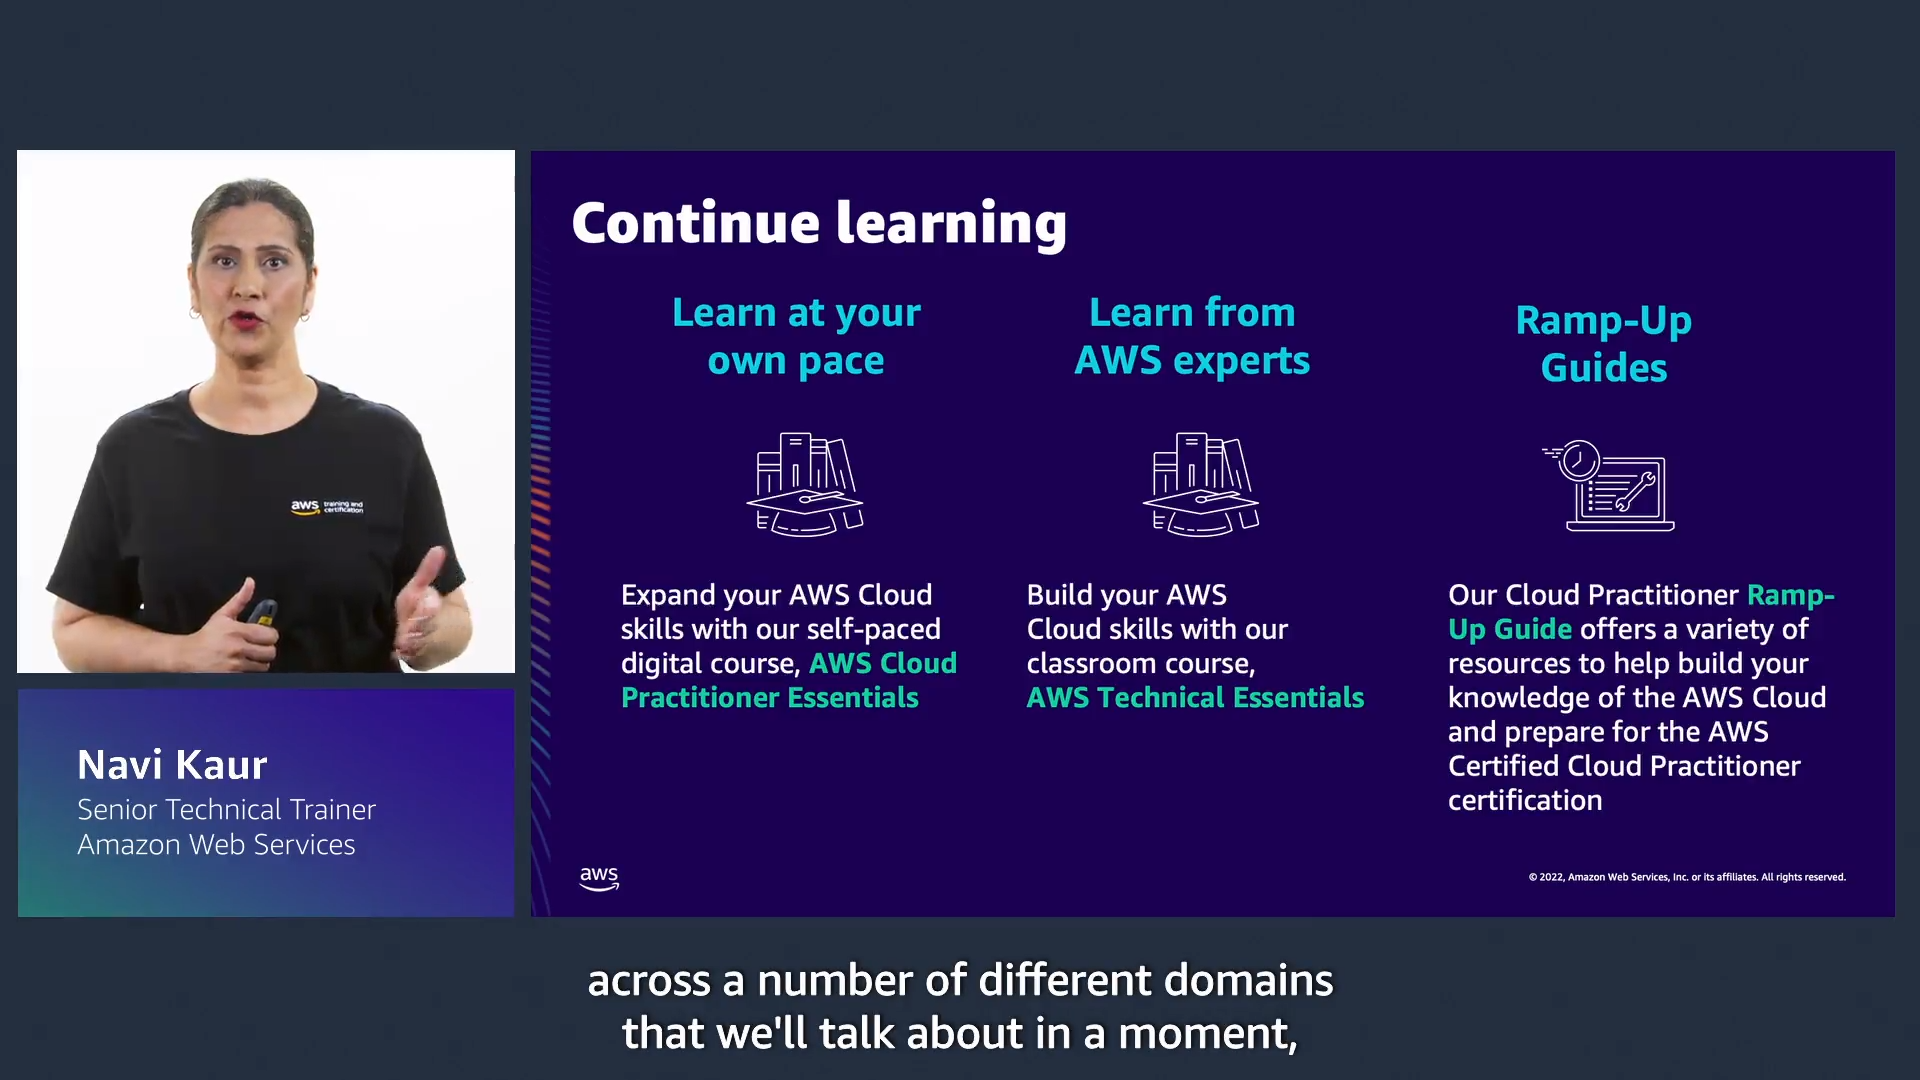 Continue learning
Learn at your
own pace
Expand your AWS Cloud
skills with our self-paced
digital course, AWS Cloud
Practitioner Essentials
Learn from
AWS experts
Build your AWS
Cloud skills with our
classroom course,
AWS Technical Essentials
Ramp-Up
Guides
Our Cloud Practitioner Ramp-
Up Guide offers a variety of
resources to help build your
knowledge of the AWS Cloud
and prepare for the AWS
Certified Cloud Practitioner
certification
aws
© 2022, Amazon Web Services, Inc. or its affiliates. All rights reserved.
aws training and
certification
Navi Kaur
Senior Technical Trainer
Amazon Web Services
across a number of different domains
that we'll talk about in a moment,